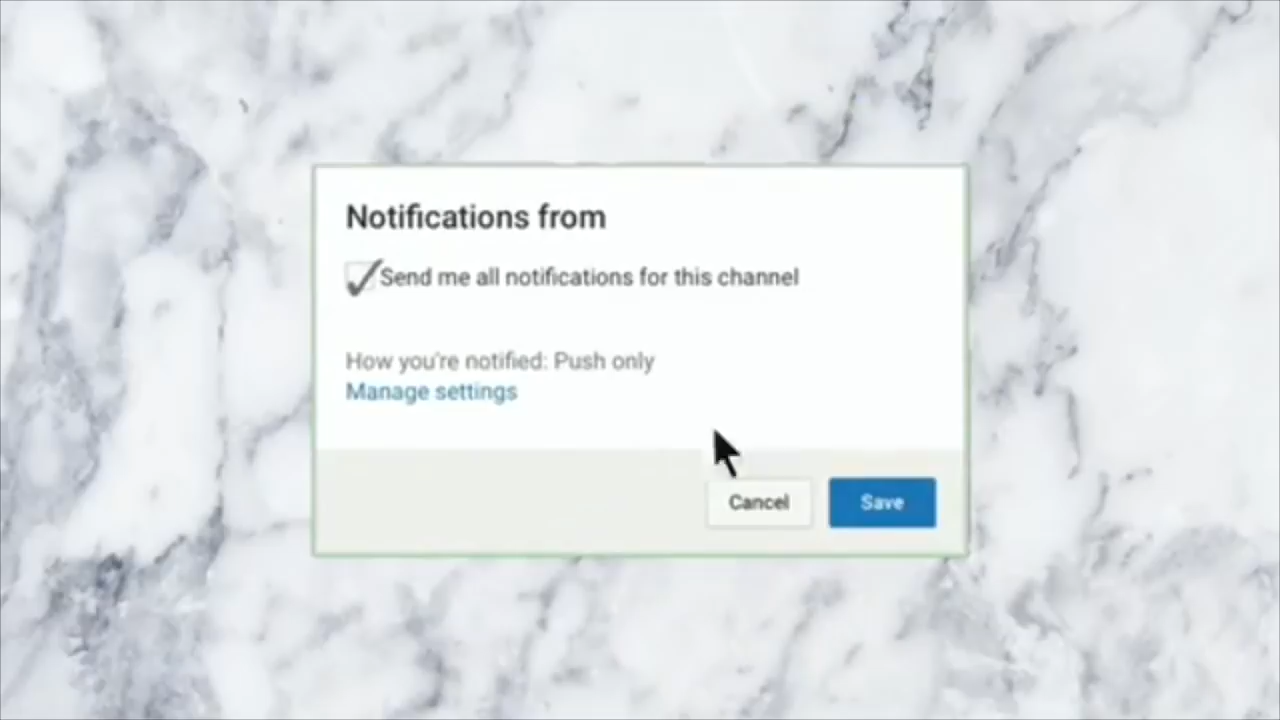 Notifications from
Send me all notifications for this channel
How you're notified: Push only
Manage settings
Cancel
Save